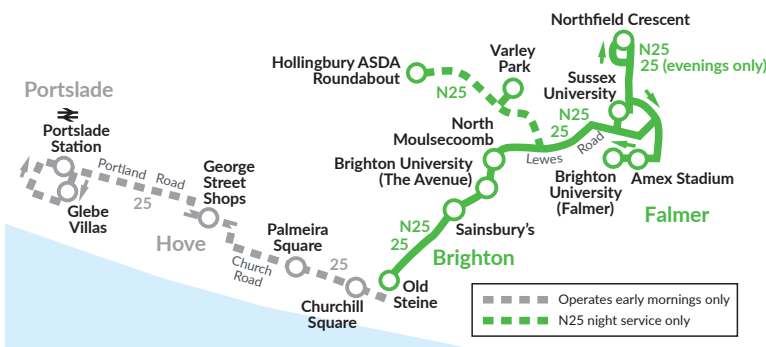 Northfield Crescent
N25
25 (evenings only)
Varley
Park
Hollingbury ASDA
Roundabout
N25
Sussex
University
N25
25
Portslade
Portslade
Station
North
Moulsecoomb
Lewes
Road
Brighton University
(The Avenue)
Portland Road
25
George
Street
Shops
Brighton
University
(Falmer)
Amex Stadium
Falmer
Glebe
Villas
Hove
Palmeira
Square
N25
25
Sainsbury's
Brighton
Church
Road
25
Old
Steine
Churchill
Square
Operates early mornings only
N25 night service only